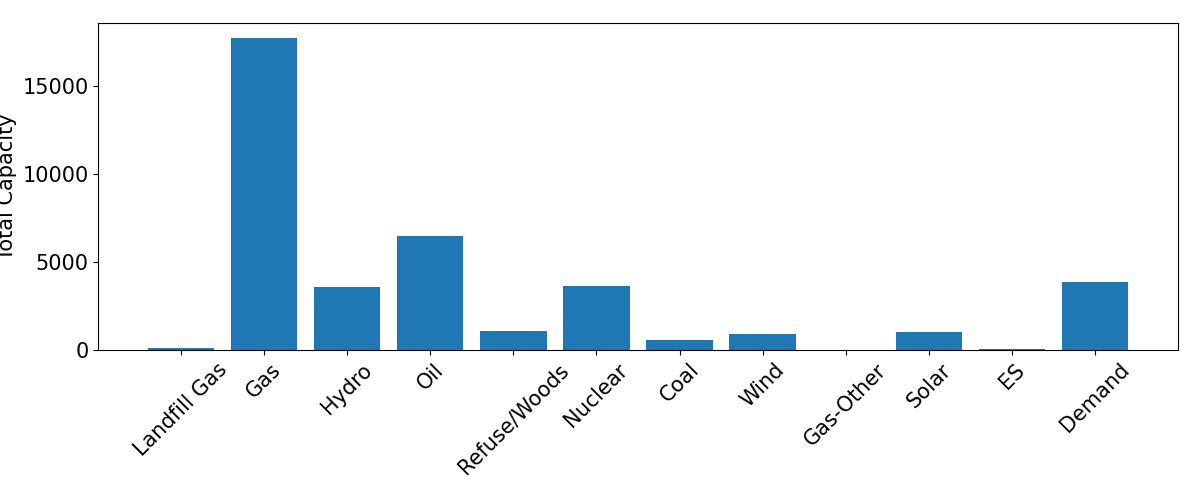 Total Capacity
15000
10000
5000
0
Landfill Gas
Gas
Hydro
Oil
Refuse/Woods
Nuclear
Coal
Wind
Gas-Other
Solar
ES
Demand